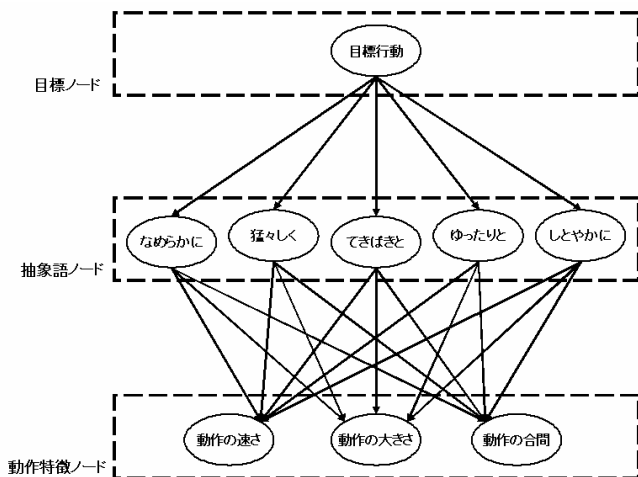 目標行動
目標ノード
なめらかに
猛々しく
てきぱきと
ゆったりと
しとやかに
抽象語ノード
動作の速さ
動作の大きさ
動作の合間
動作特徴ノード